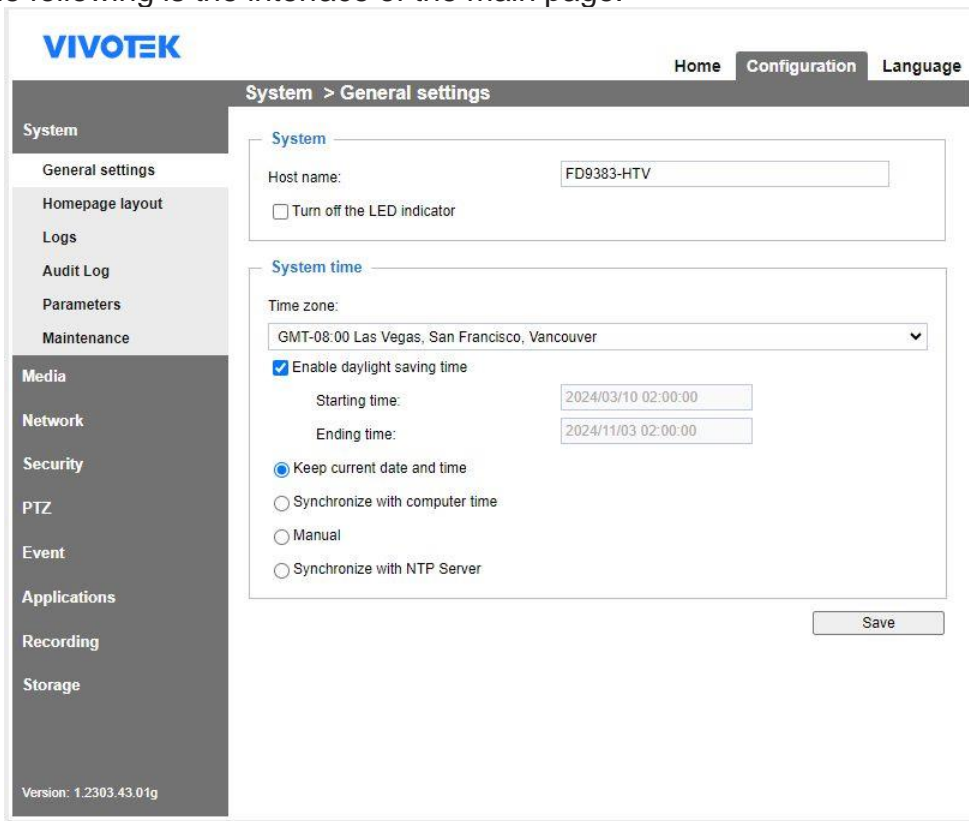 following is the interface of the main page.
VIVOTEK
Home Configuration Language
System > General settings
System
General settings
Homepage layout
Logs
Audit Log
Parameters
Maintenance
Media
Network
Security
PTZ
Event
Applications
Recording
Storage
Version: 1.2303.43.01g
System
Host name: FD9383-HTV
Turn off the LED indicator
System time
Time zone:
GMT-08:00 Las Vegas, San Francisco, Vancouver
Enable daylight saving time
Starting time: 2024/03/10 02:00:00
Ending time: 2024/11/03 02:00:00
Keep current date and time
Synchronize with computer time
Manual
Synchronize with NTP Server
Save